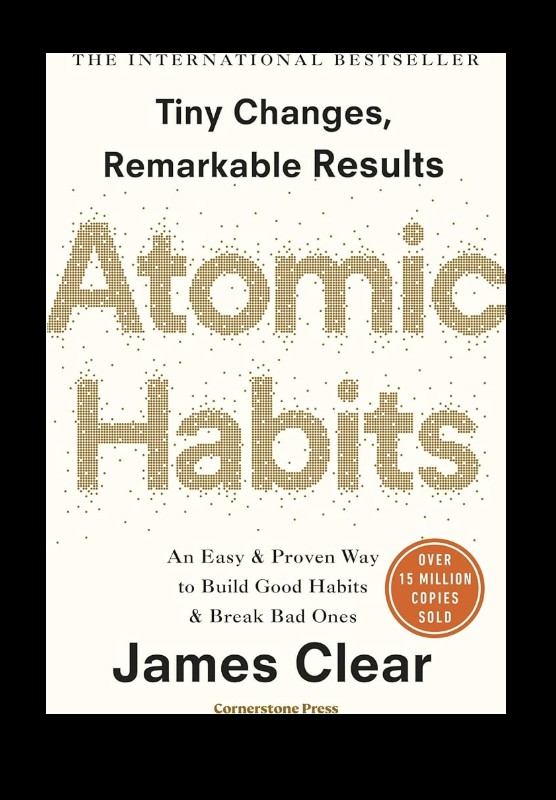 THE INTERNATIONAL BESTSELLER
Tiny Changes,
Remarkable Results
Atomic
Habits
An Easy & Proven Way
to Build Good Habits
& Break Bad Ones
OVER
15 MILLION
COPIES
SOLD
James Clear
Cornerstone Press